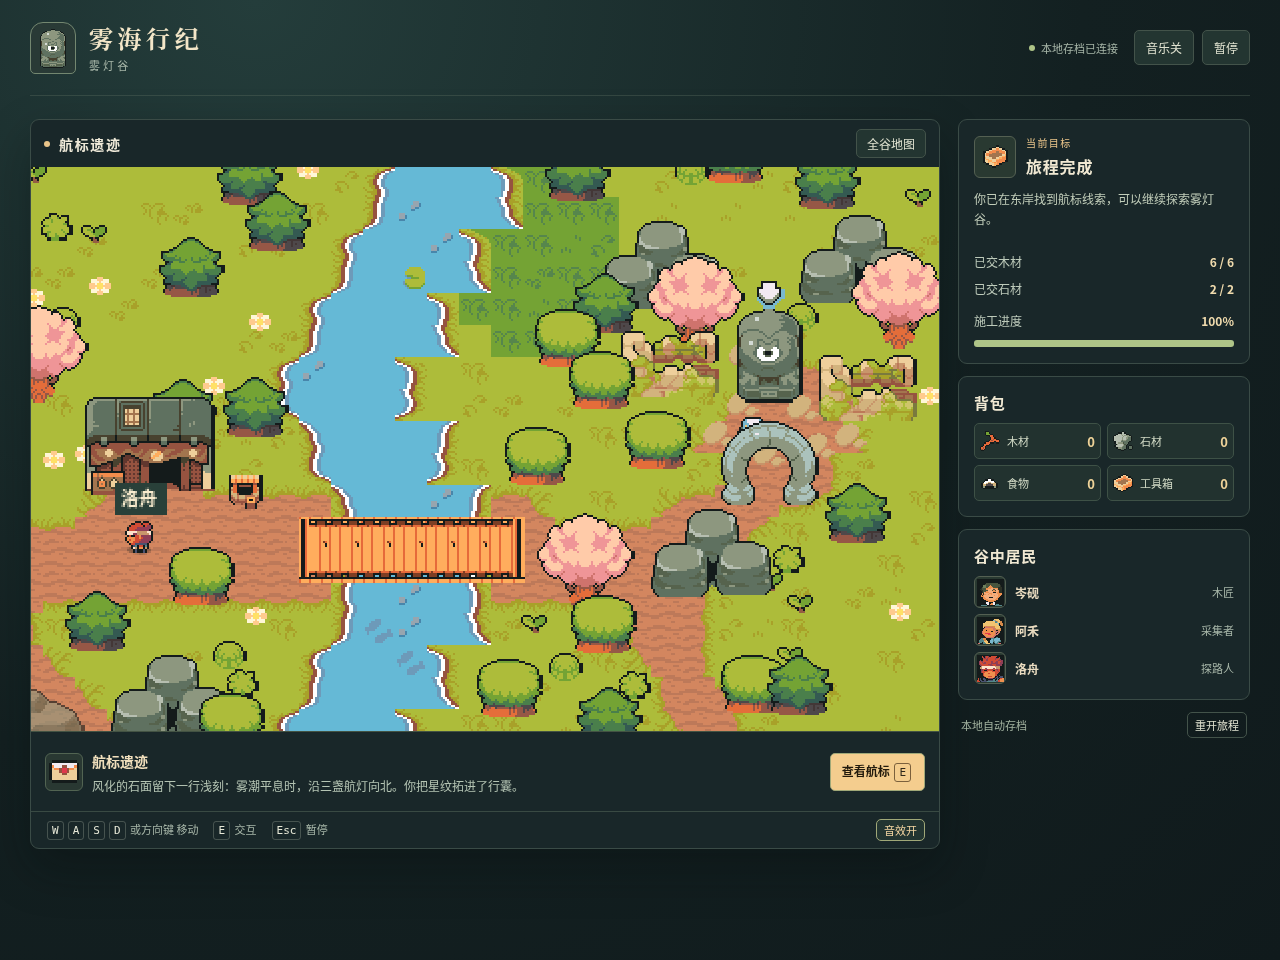 雾海行纪
雾灯谷
本地存档已连接
音乐关
暂停
航标遗迹
全谷地图
洛舟
航标遗迹
风化的石面留下一行浅刻：雾潮平息时，沿三盏航灯向北。你把星纹拓进了行囊。
查看航标 E
W A S D 或方向键 移动 E 交互 Esc 暂停
音效开
当前目标
旅程完成
你已在东岸找到航标线索，可以继续探索雾灯
谷。
已交木材 6 / 6
已交石材 2 / 2
施工进度 100%
背包
木材 0
石材 0
食物 0
工具箱 0
谷中居民
岑砚 木匠
阿禾 采集者
洛舟 探路人
本地自动存档
重开旅程